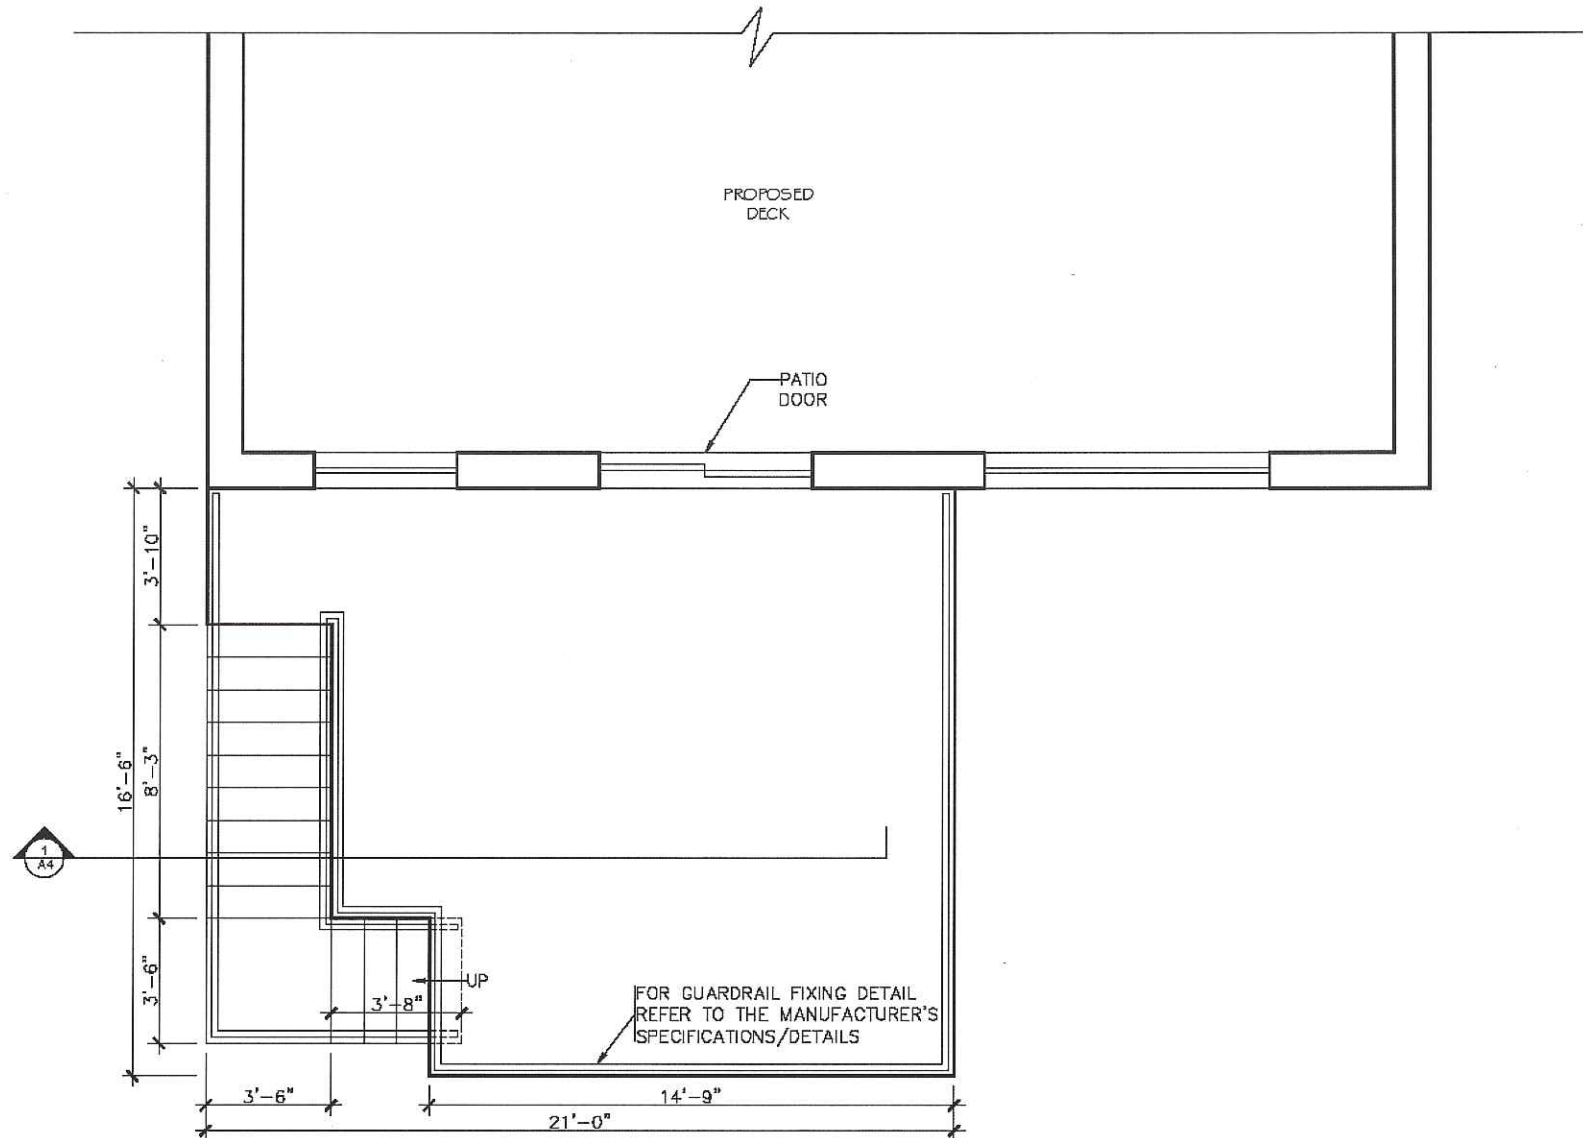 PROPOSED
DECK
PATIO
DOOR
3'-10"
8'-3"
16'-6"
1
A4
3'-6"
UP
3'-8"
FOR GUARDRAIL FIXING DETAIL
REFER TO THE MANUFACTURER'S
SPECIFICATIONS/DETAILS
3'-6"
14'-9"
21'-0"